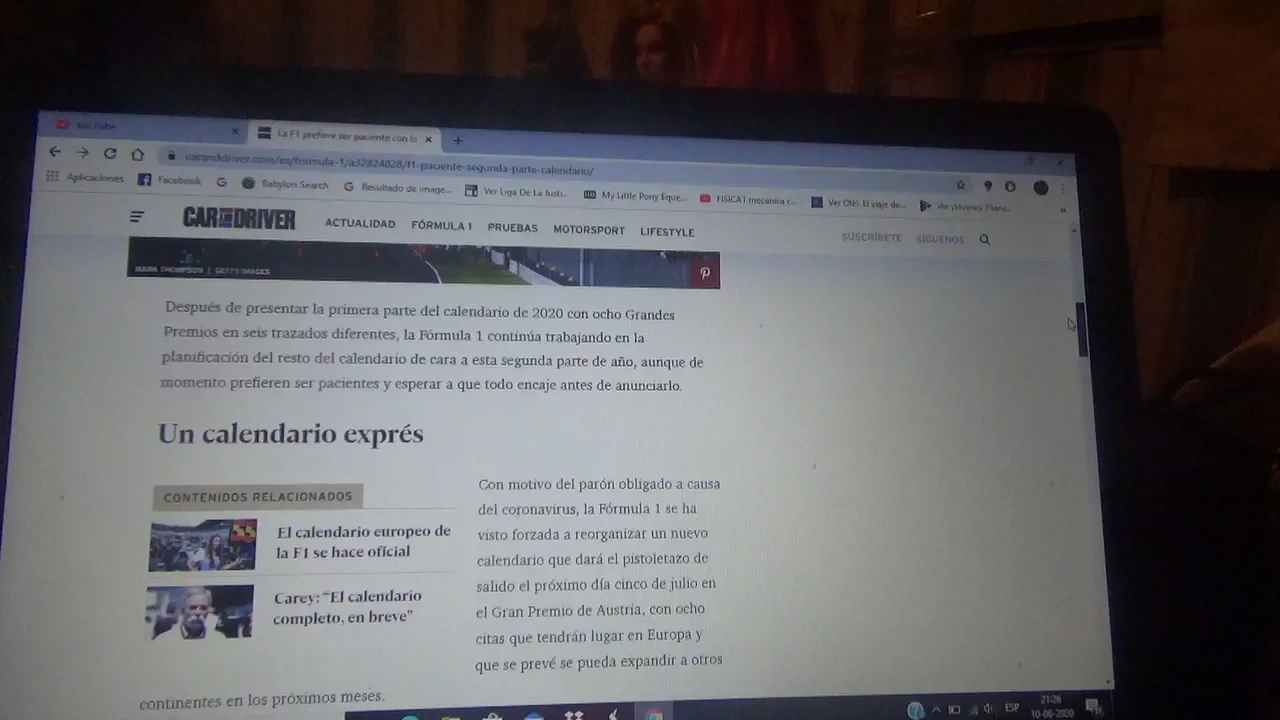 YouTube
La F1 prefiere ser paciente con la
caranddriver.com/es/formula-1/a32824828/f1-paciente-segunda-parte-calendario/
Aplicaciones Facebook Babylon Search Resultado de image... Ver Liga De La Justi... My Little Pony Eque... FISICA I mecánica c... Ver ¡Olé!: El viaje de... Ver Jóvenes Titane...
CAR AND DRIVER ACTUALIDAD FÓRMULA 1 PRUEBAS MOTORSPORT LIFESTYLE SUSCRÍBETE SÍGUENOS
MARK THOMPSON | GETTY IMAGES
Después de presentar la primera parte del calendario de 2020 con ocho Grandes
Premios en seis trazados diferentes, la Fórmula 1 continúa trabajando en la
planificación del resto del calendario de cara a esta segunda parte de año, aunque de
momento prefieren ser pacientes y esperar a que todo encaje antes de anunciarlo.
Un calendario exprés
CONTENIDOS RELACIONADOS
El calendario europeo de
la F1 se hace oficial
Carey: “El calendario
completo, en breve”
Con motivo del parón obligado a causa
del coronavirus, la Fórmula 1 se ha
visto forzada a reorganizar un nuevo
calendario que dará el pistoletazo de
salido el próximo día cinco de julio en
el Gran Premio de Austria, con ocho
citas que tendrán lugar en Europa y
que se prevé se pueda expandir a otros
continentes en los próximos meses.
ESP
21:26
10-06-2020